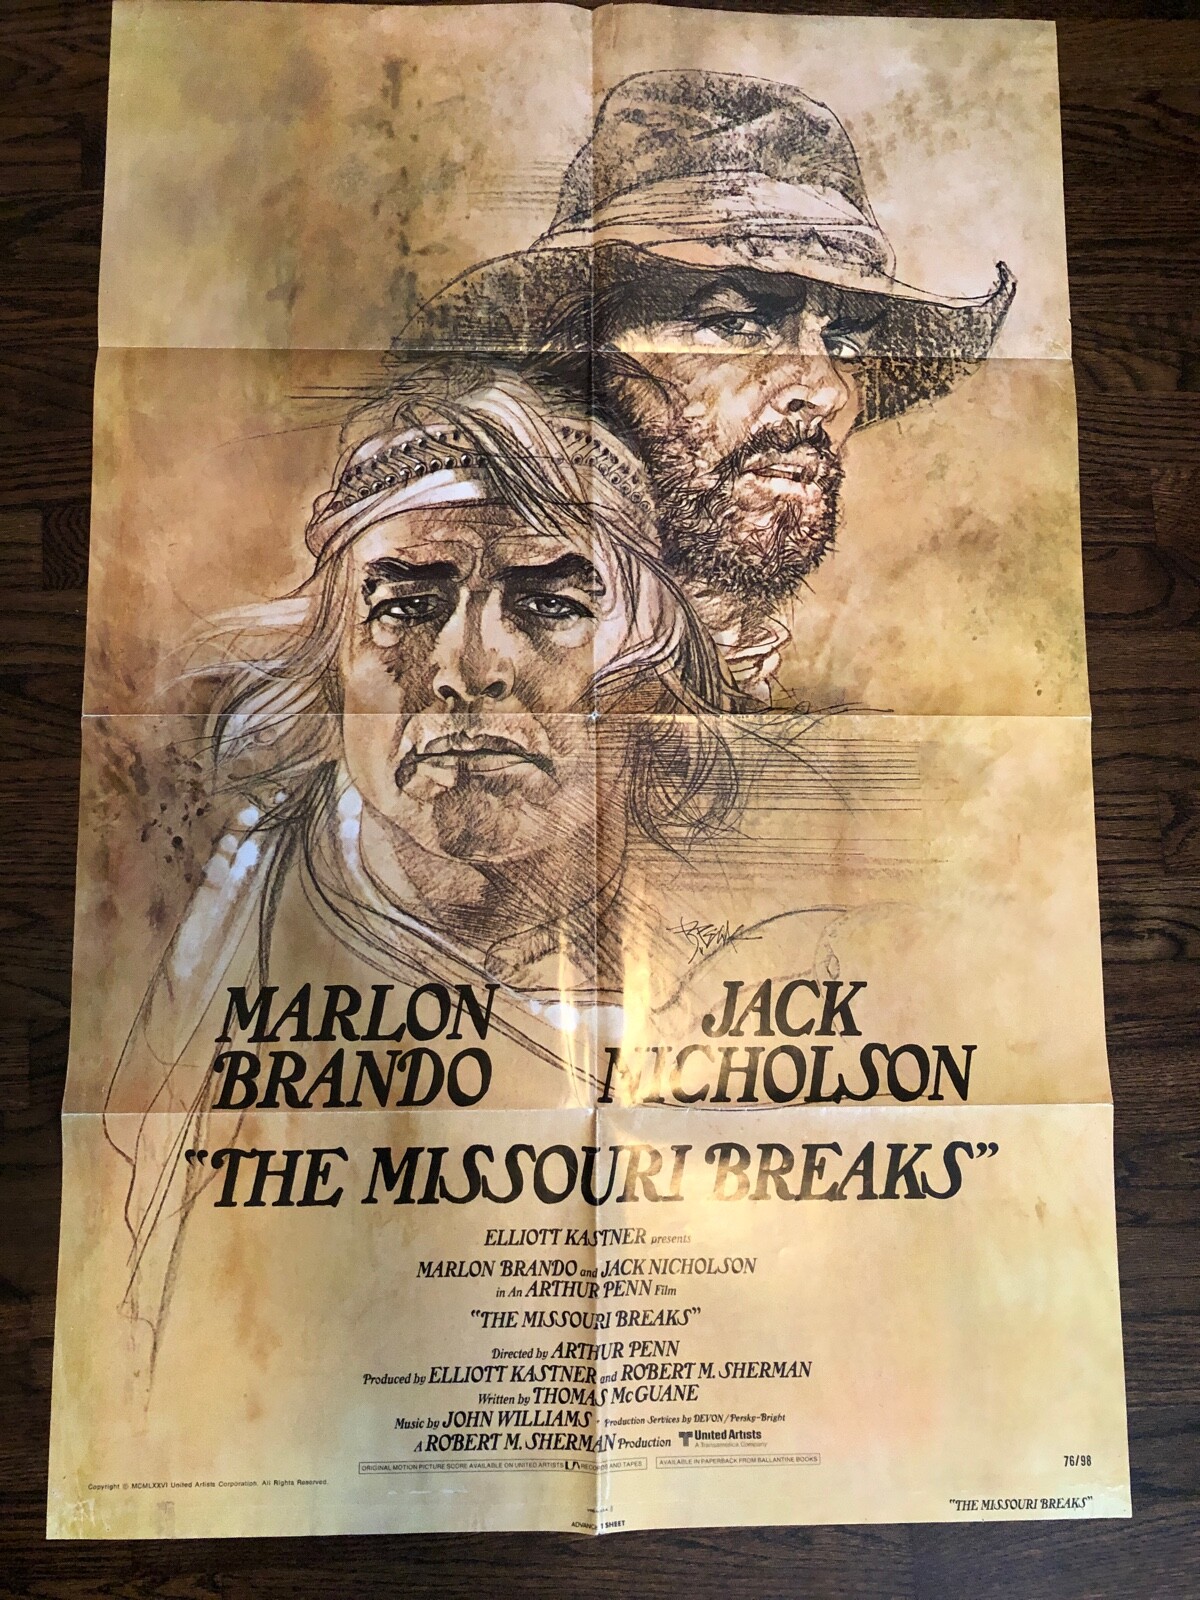 MARLON
BRANDO
JACK
NICHOLSON
“THE MISSOURI BREAKS”
ELLIOTT KASTNER presents
MARLON BRANDO and JACK NICHOLSON
in An ARTHUR PENN Film
“THE MISSOURI BREAKS”
Directed by ARTHUR PENN
Produced by ELLIOTT KASTNER and ROBERT M. SHERMAN
Written by THOMAS McGUANE
Music by JOHN WILLIAMS · Production Services by DEVON/Persky-Bright
A ROBERT M. SHERMAN Production United Artists
A Transamerica Company
ORIGINAL MOTION PICTURE SCORE AVAILABLE ON UNITED ARTISTS UA RECORDS AND TAPES AVAILABLE IN PAPERBACK FROM BALLANTINE BOOKS
76/98
Copyright © MCMLXXVI United Artists Corporation. All Rights Reserved.
“THE MISSOURI BREAKS”
ADVANCE 1 SHEET